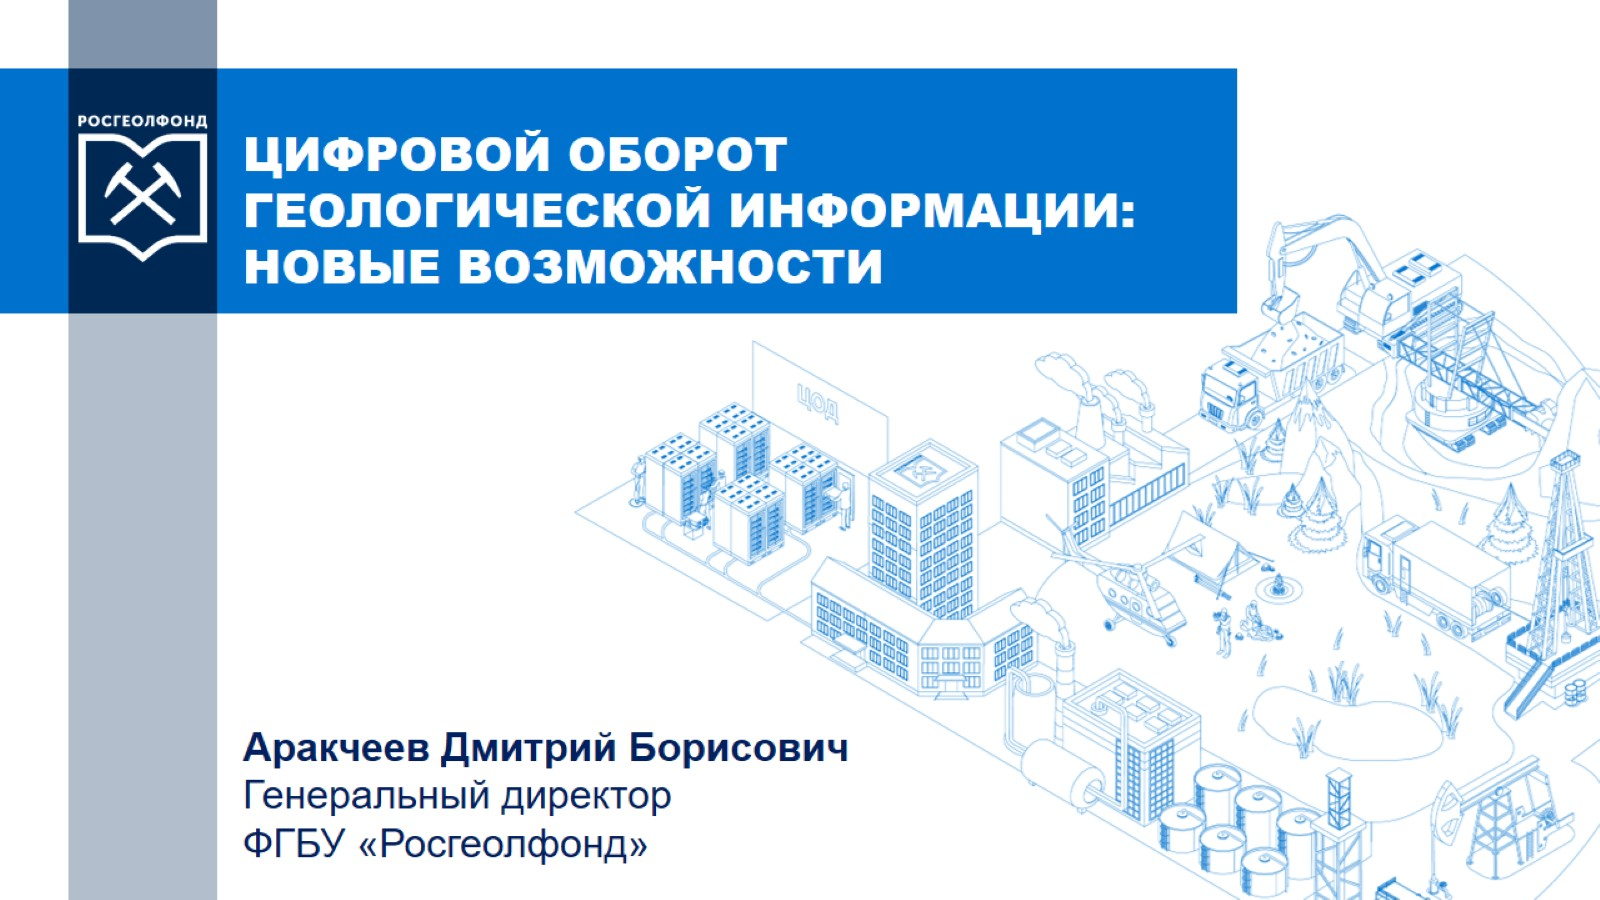 РОСГЕОЛФОНД
ЦИФРОВОЙ ОБОРОТ
ГЕОЛОГИЧЕСКОЙ ИНФОРМАЦИИ:
НОВЫЕ ВОЗМОЖНОСТИ
ЦОД
Аракчеев Дмитрий Борисович
Генеральный директор
ФГБУ «Росгеолфонд»